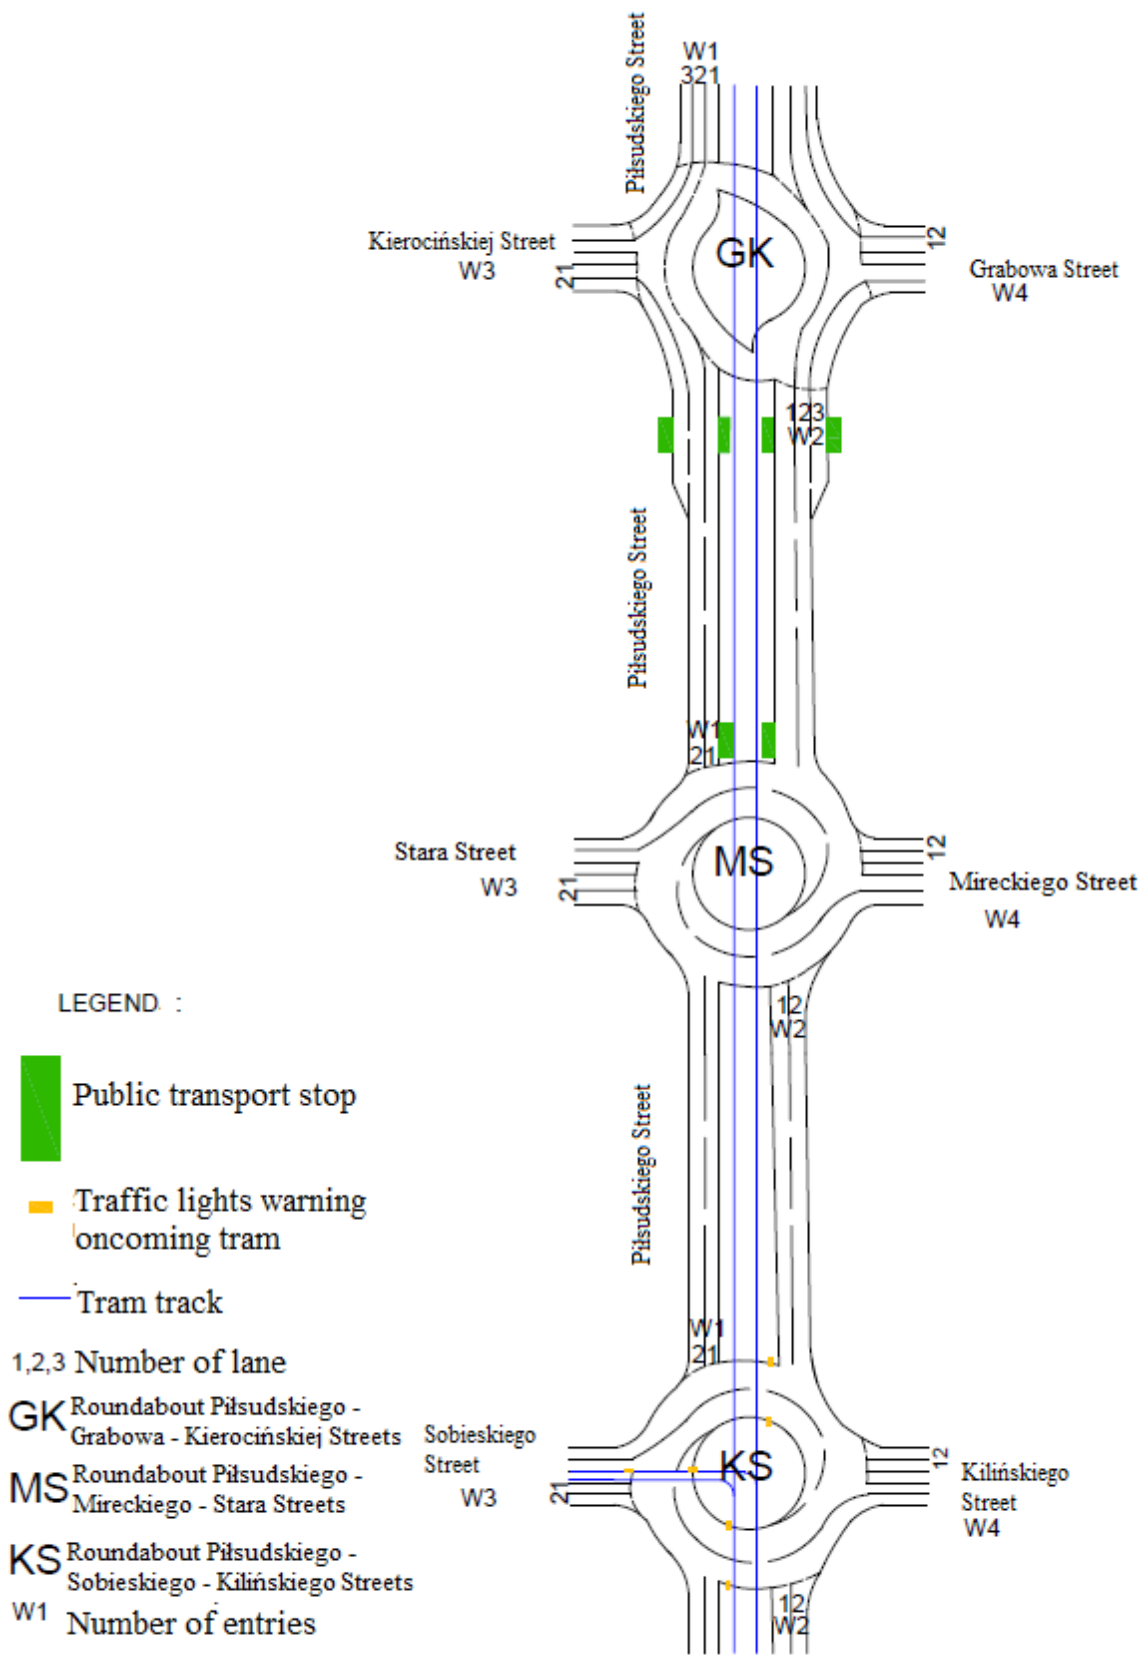 Piłsudskiego Street
W1
321
GK
Kierocińskiej Street
W3
21
12
Grabowa Street
W4
123
W2
Piłsudskiego Street
W1
21
MS
Stara Street
W3
21
12
Mireckiego Street
W4
12
W2
Piłsudskiego Street
W1
21
KS
Sobieskiego
Street
W3
21
12
Kilińskiego
Street
W4
12
W2
LEGEND :
Public transport stop
Traffic lights warning
oncoming tram
Tram track
1,2,3 Number of lane
GK Roundabout Piłsudskiego -
Grabowa - Kierocińskiej Streets
MS Roundabout Piłsudskiego -
Mireckiego - Stara Streets
KS Roundabout Piłsudskiego -
Sobieskiego - Kilińskiego Streets
W1 Number of entries